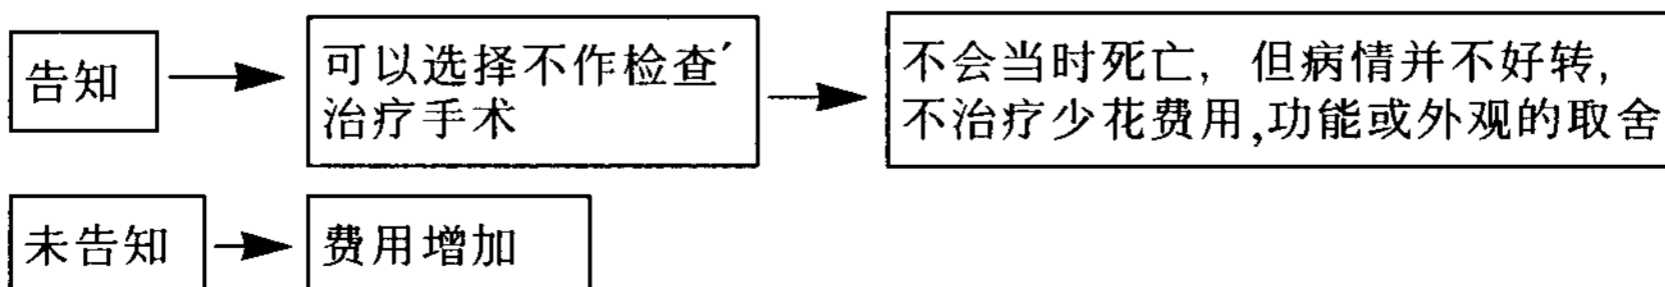 告知
可以选择不作检查′
治疗手术
不会当时死亡, 但病情并不好转,
不治疗少花费用,功能或外观的取舍
未告知
费用增加